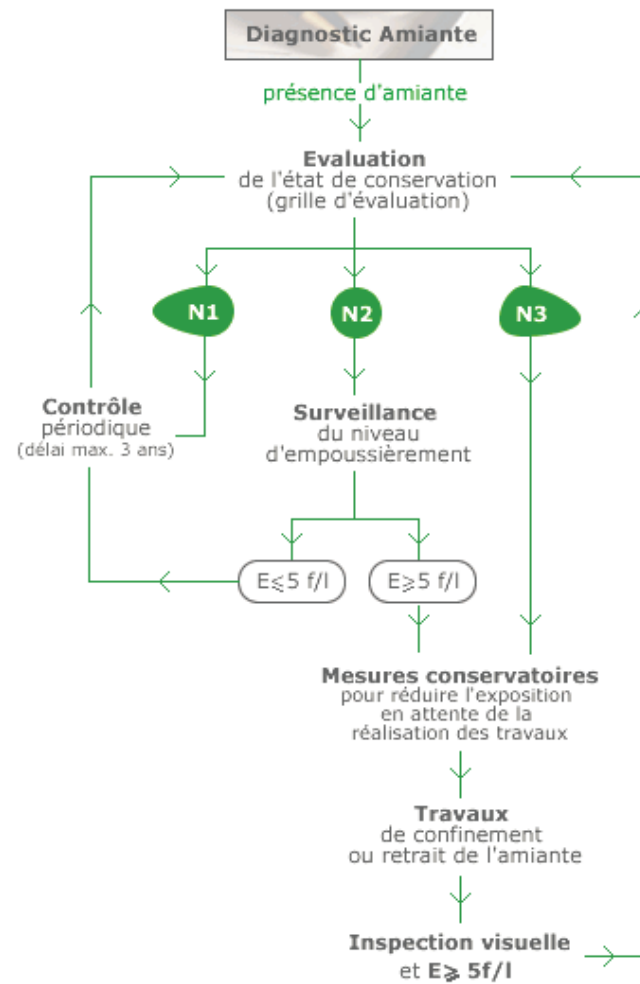 Diagnostic Amiante
présence d'amiante
Evaluation
de l'état de conservation
(grille d'évaluation)
N1
N2
N3
Contrôle
périodique
(délai max. 3 ans)
Surveillance
du niveau
d'empoussièrement
E⩽5 f/l
E⩾5 f/l
Mesures conservatoires
pour réduire l'exposition
en attente de la
réalisation des travaux
Travaux
de confinement
ou retrait de l'amiante
Inspection visuelle
et E⩾ 5f/l